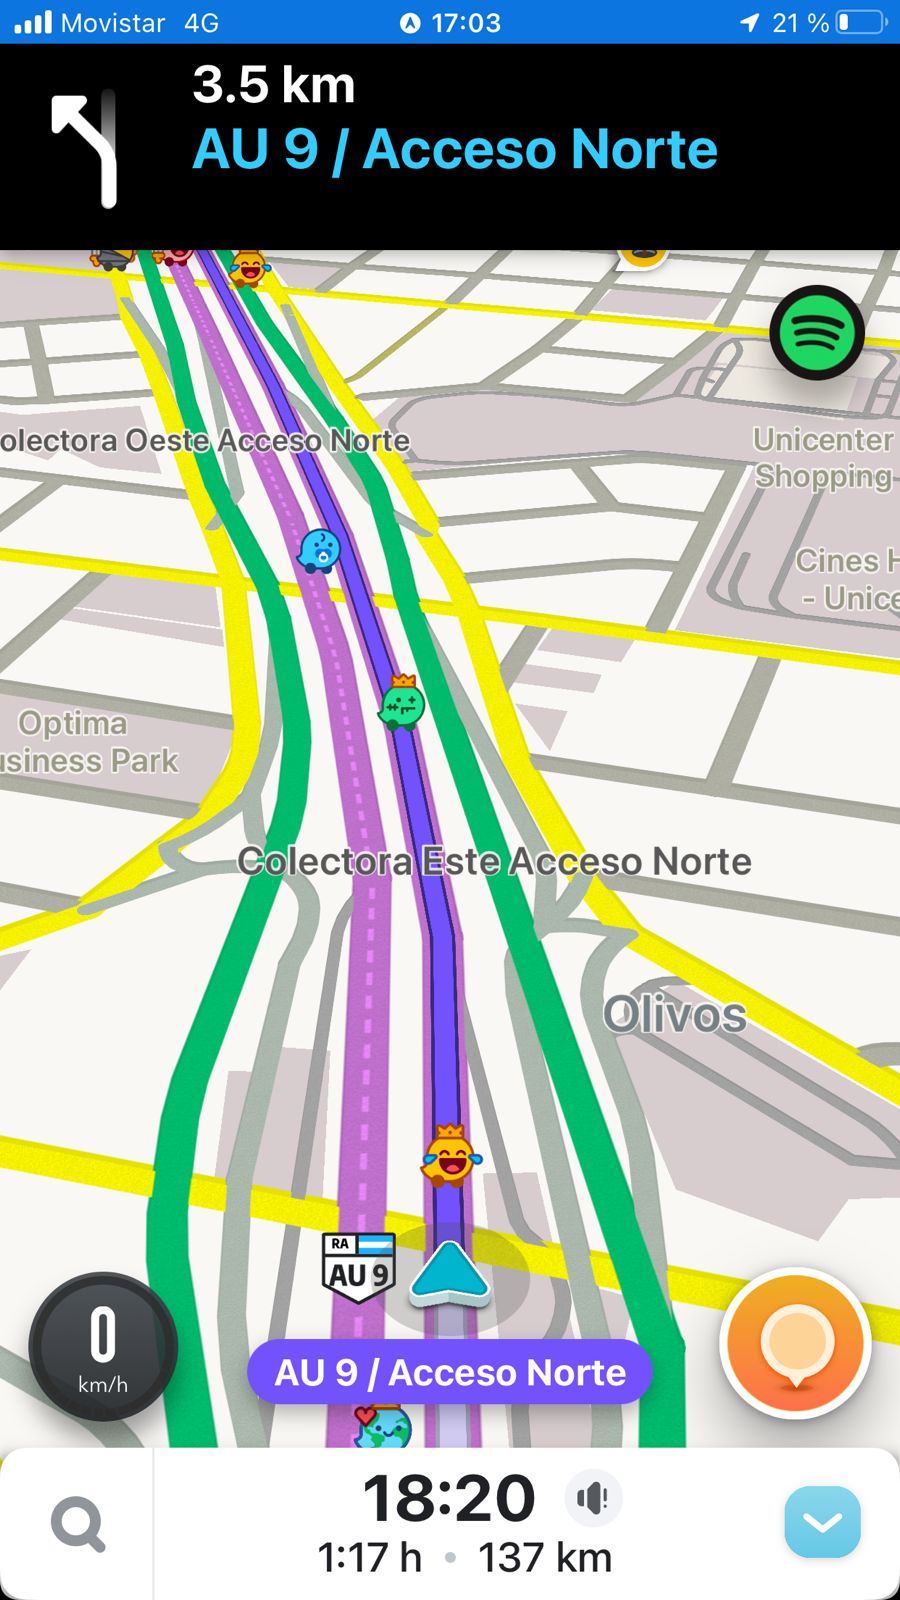 Movistar 4G 17:03 21 %
3.5 km
AU 9 / Acceso Norte
olectora Oeste Acceso Norte
Unicenter
Shopping
Cines H
- Unice
Optima
usiness Park
Colectora Este Acceso Norte
Olivos
RA
AU 9
0
km/h
AU 9 / Acceso Norte
18:20
1:17 h • 137 km